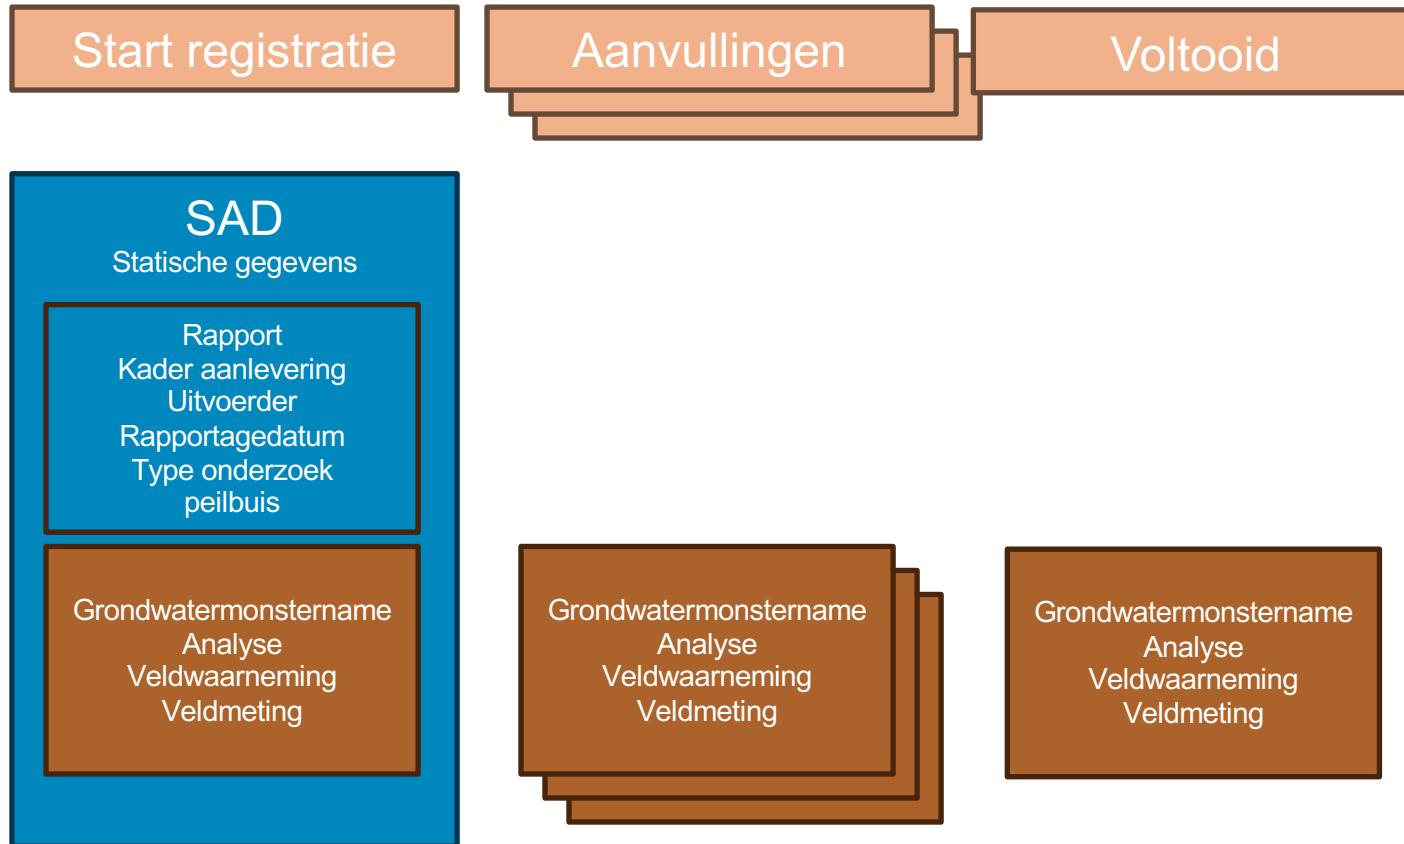 Start registratie
Aanvullingen
Voltooid
SAD
Statische gegevens
Rapport
Kader aanlevering
Uitvoerder
Rapportagedatum
Type onderzoek
peilbuis
Grondwatermonstername
Analyse
Veldwaarneming
Veldmeting
Grondwatermonstername
Analyse
Veldwaarneming
Veldmeting
Grondwatermonstername
Analyse
Veldwaarneming
Veldmeting